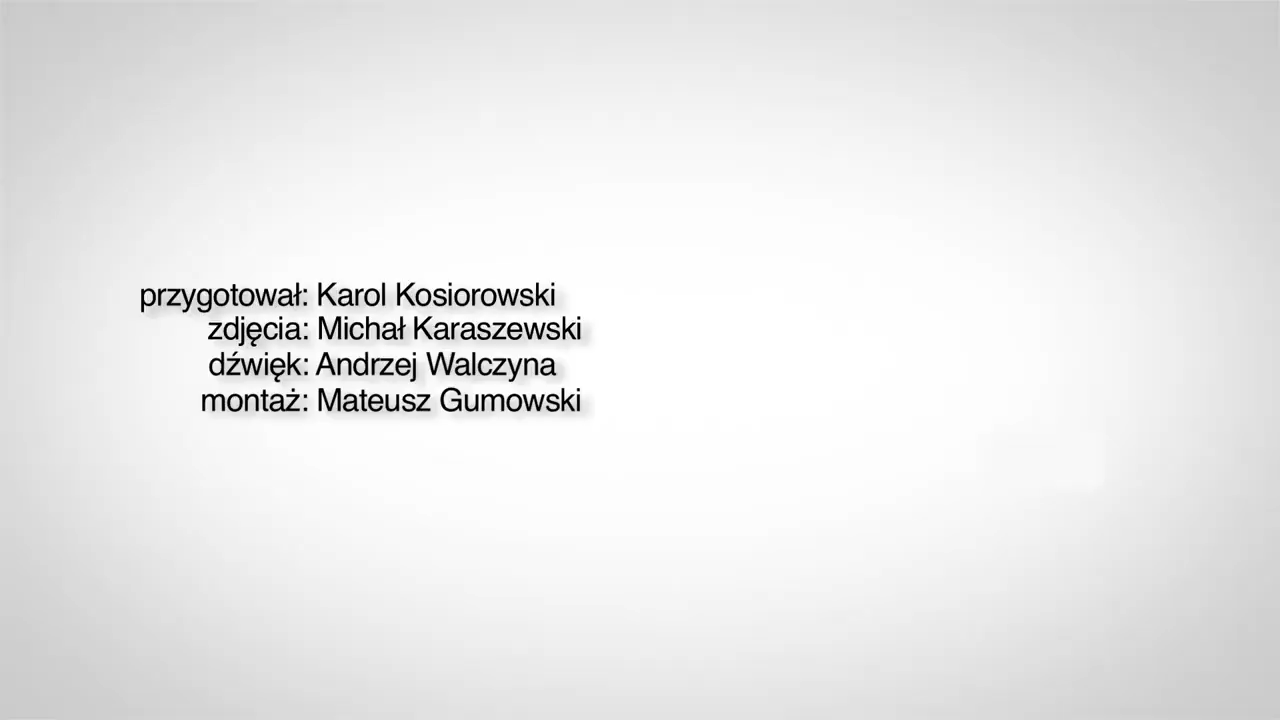 przygotował: Karol Kosiorowski
zdjęcia: Michał Karaszewski
dźwięk: Andrzej Walczyna
montaż: Mateusz Gumowski